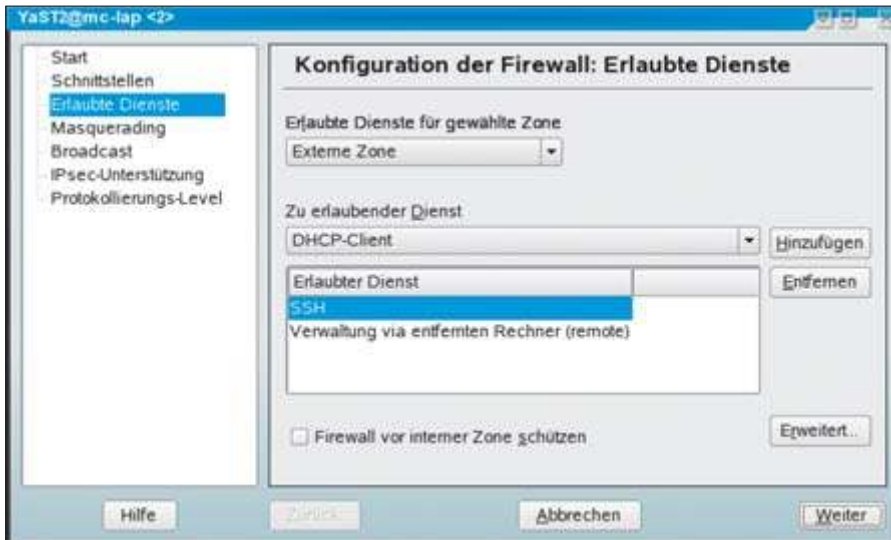 YaST2@mc-lap <2>
Start
Schnittstellen
Erlaubte Dienste
Masquerading
Broadcast
IPsec-Unterstützung
Protokollierungs-Level
Konfiguration der Firewall: Erlaubte Dienste
Erlaubte Dienste für gewählte Zone
Externe Zone
Zu erlaubender Dienst
DHCP-Client
Hinzufügen
Erlaubter Dienst
Entfernen
SSH
Verwaltung via entfernten Rechner (remote)
Firewall vor interner Zone schützen
Erweitert...
Hilfe
Zurück
Abbrechen
Weiter